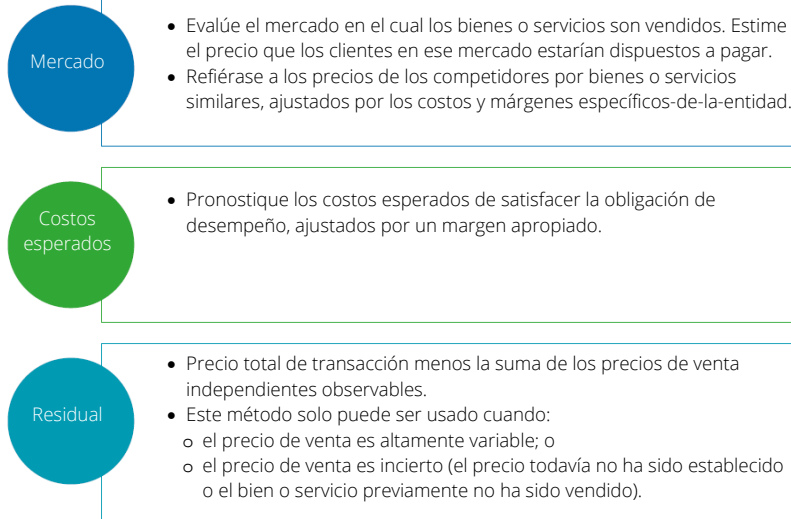 Mercado
• Evalúe el mercado en el cual los bienes o servicios son vendidos. Estime
el precio que los clientes en ese mercado estarían dispuestos a pagar.
• Refiérase a los precios de los competidores por bienes o servicios
similares, ajustados por los costos y márgenes específicos-de-la-entidad.
Costos
esperados
• Pronostique los costos esperados de satisfacer la obligación de
desempeño, ajustados por un margen apropiado.
Residual
• Precio total de transacción menos la suma de los precios de venta
independientes observables.
• Este método solo puede ser usado cuando:
o el precio de venta es altamente variable; o
o el precio de venta es incierto (el precio todavía no ha sido establecido
o el bien o servicio previamente no ha sido vendido).